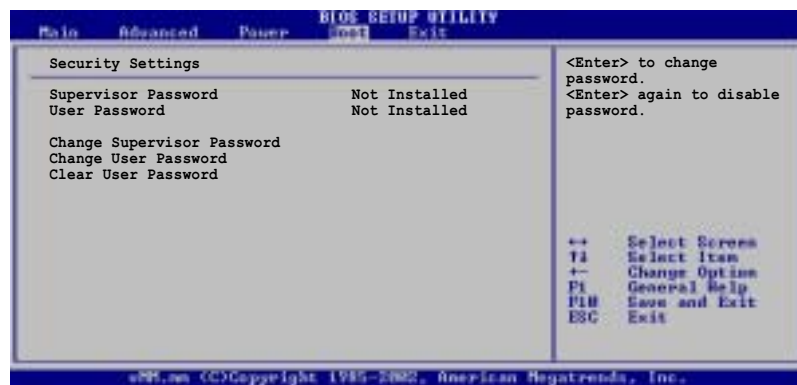 BIOS SETUP UTILITY
Main Advanced Power Boot Exit
Security Settings
Supervisor Password Not Installed
User Password Not Installed
Change Supervisor Password
Change User Password
Clear User Password
<Enter> to change
password.
<Enter> again to disable
password.
←→ Select Screen
↑↓ Select Item
+- Change Option
F1 General Help
F10 Save and Exit
ESC Exit
(C)Copyright 1985-2002, American Megatrends, Inc.